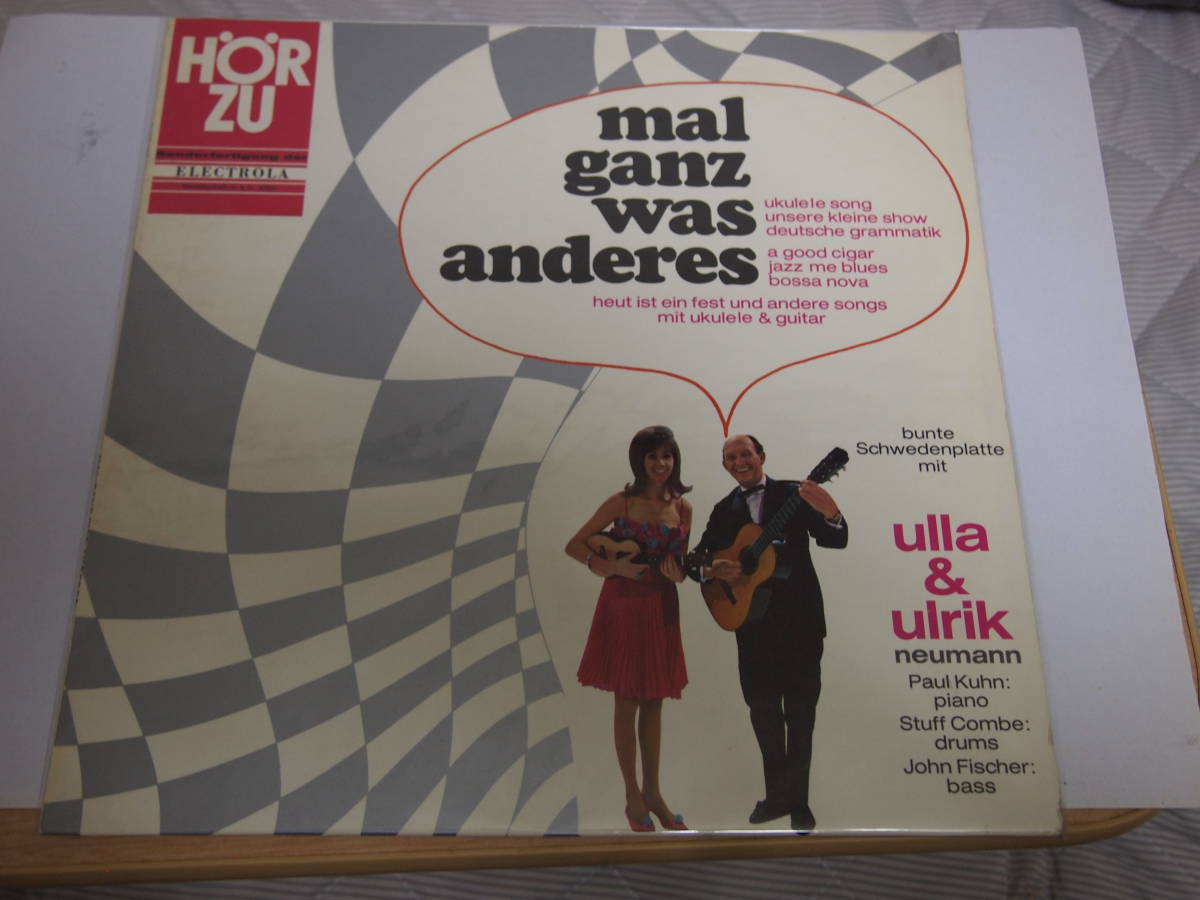 HÖR
ZU
Sonderfertigung der
ELECTROLA
mal
ganz
was
anderes
ukulele song
unsere kleine show
deutsche grammatik
a good cigar
jazz me blues
bossa nova
heut ist ein fest und andere songs
mit ukulele & guitar
bunte
Schwedenplatte
mit
ulla
&
ulrik
neumann
Paul Kuhn:
piano
Stuff Combe:
drums
John Fischer:
bass